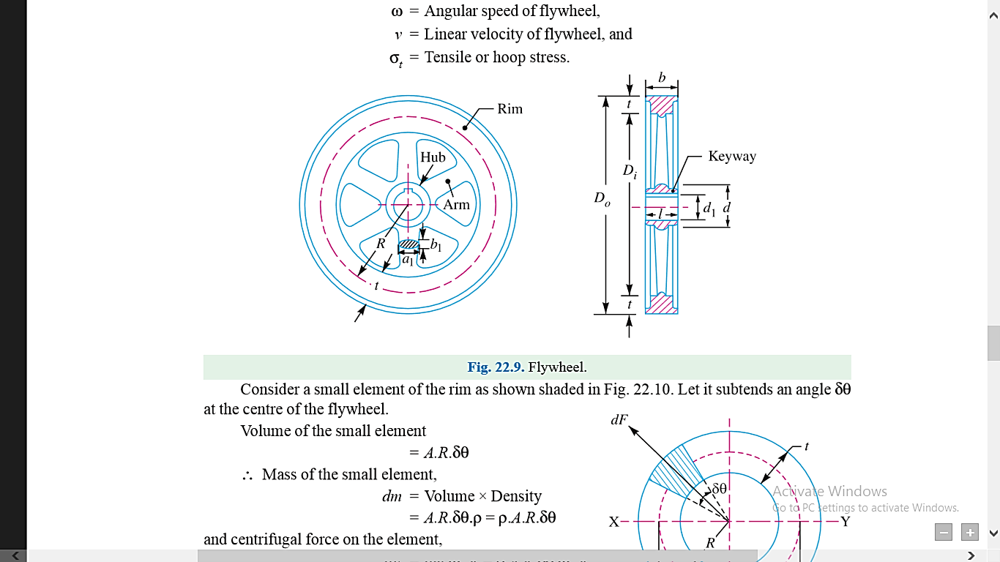 ω = Angular speed of flywheel,
v = Linear velocity of flywheel, and
σt = Tensile or hoop stress.
b
t
Rim
Hub
Keyway
Di
Do
Arm
l
d1
d
R
b1
a1
t
t
Fig. 22.9. Flywheel.
Consider a small element of the rim as shown shaded in Fig. 22.10. Let it subtends an angle δθ
at the centre of the flywheel.
dF
Volume of the small element
= A.R.δθ
t
∴ Mass of the small element,
δθ
dm = Volume × Density
= A.R.δθ.ρ = ρ.A.R.δθ
X
Y
R
and centrifugal force on the element,
Activate Windows
Go to PC settings to activate Windows.